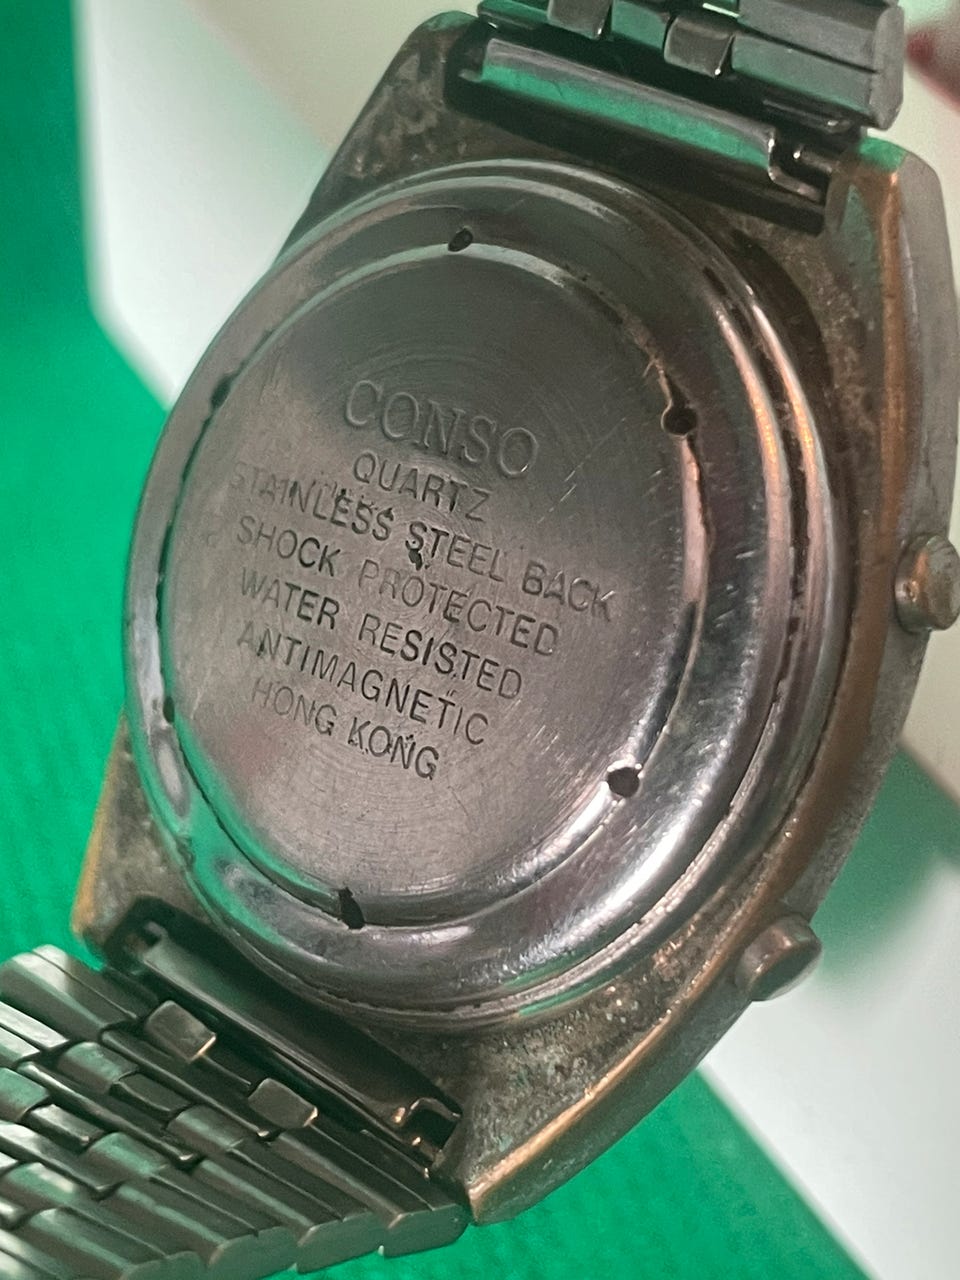 CONSO
QUARTZ
STAINLESS STEEL BACK
SHOCK PROTECTED
WATER RESISTED
ANTIMAGNETIC
HONG KONG